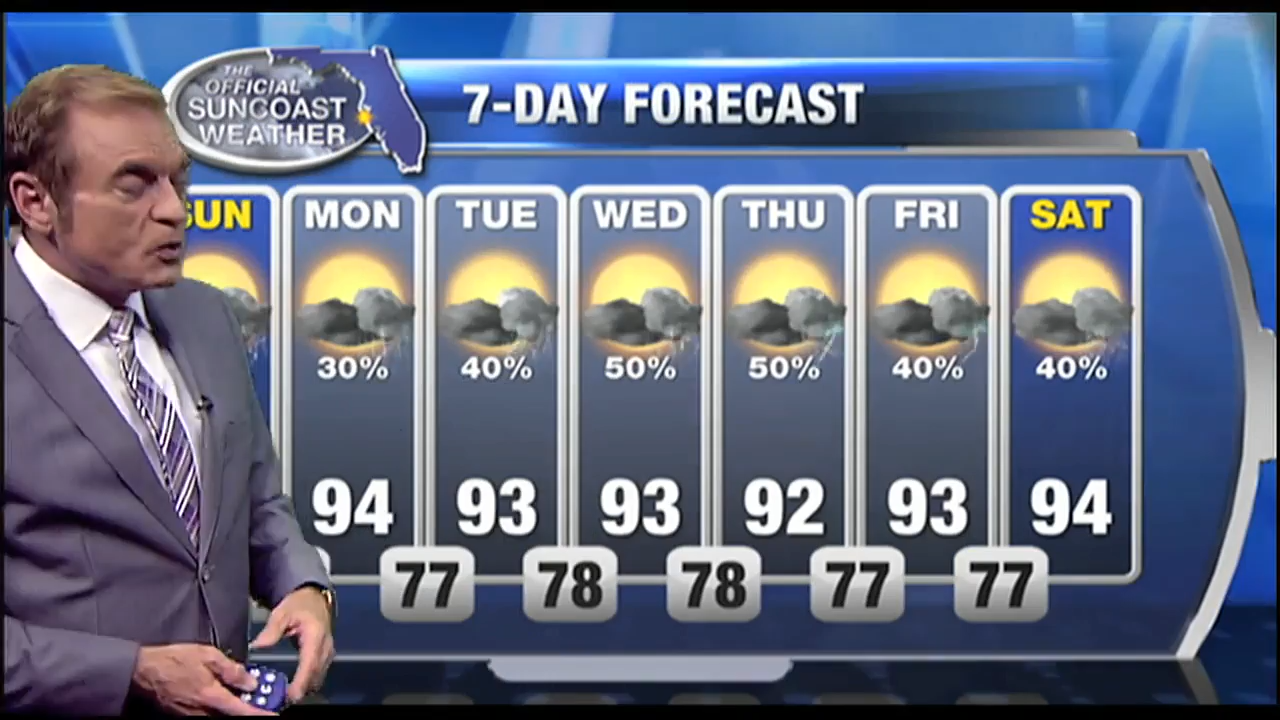 THE
OFFICIAL
SUNCOAST
WEATHER
7-DAY FORECAST
SUN MON TUE WED THU FRI SAT
30% 40% 50% 50% 40% 40%
94 93 93 92 93 94
77 78 78 77 77